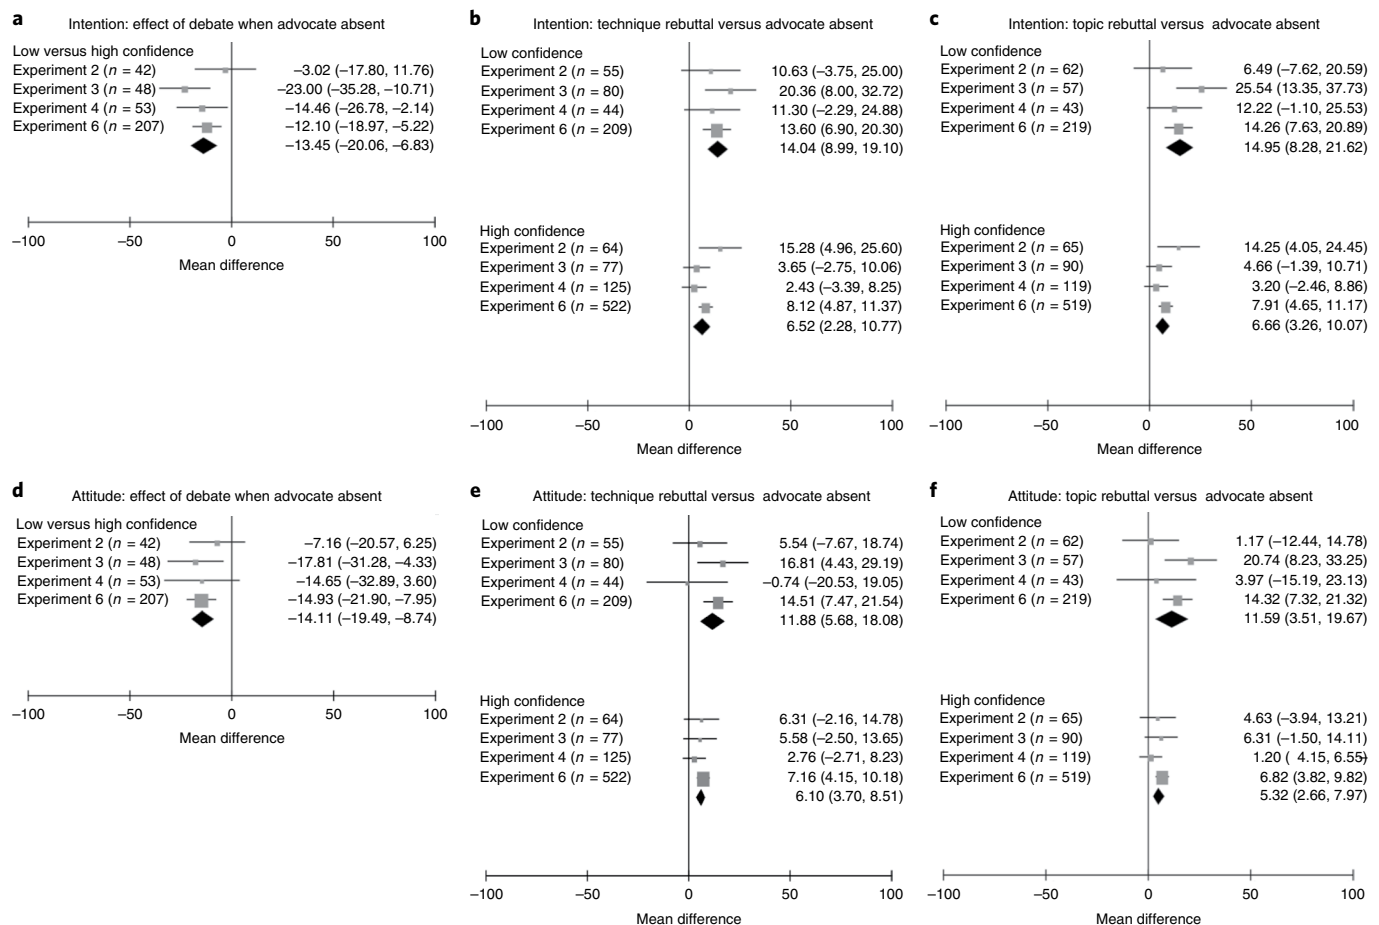 a
Intention: effect of debate when advocate absent
Low versus high confidence
Experiment 2 (n = 42) −3.02 (−17.80, 11.76)
Experiment 3 (n = 48) −23.00 (−35.28, −10.71)
Experiment 4 (n = 53) −14.46 (−26.78, −2.14)
Experiment 6 (n = 207) −12.10 (−18.97, −5.22)
−13.45 (−20.06, −6.83)
−100 −50 0 50 100
Mean difference
b
Intention: technique rebuttal versus advocate absent
Low confidence
Experiment 2 (n = 55) 10.63 (−3.75, 25.00)
Experiment 3 (n = 80) 20.36 (8.00, 32.72)
Experiment 4 (n = 44) 11.30 (−2.29, 24.88)
Experiment 6 (n = 209) 13.60 (6.90, 20.30)
14.04 (8.99, 19.10)
High confidence
Experiment 2 (n = 64) 15.28 (4.96, 25.60)
Experiment 3 (n = 77) 3.65 (−2.75, 10.06)
Experiment 4 (n = 125) 2.43 (−3.39, 8.25)
Experiment 6 (n = 522) 8.12 (4.87, 11.37)
6.52 (2.28, 10.77)
−100 −50 0 50 100
Mean difference
c
Intention: topic rebuttal versus advocate absent
Low confidence
Experiment 2 (n = 62) 6.49 (−7.62, 20.59)
Experiment 3 (n = 57) 25.54 (13.35, 37.73)
Experiment 4 (n = 43) 12.22 (−1.10, 25.53)
Experiment 6 (n = 219) 14.26 (7.63, 20.89)
14.95 (8.28, 21.62)
High confidence
Experiment 2 (n = 65) 14.25 (4.05, 24.45)
Experiment 3 (n = 90) 4.66 (−1.39, 10.71)
Experiment 4 (n = 119) 3.20 (−2.46, 8.86)
Experiment 6 (n = 519) 7.91 (4.65, 11.17)
6.66 (3.26, 10.07)
−100 −50 0 50 100
Mean difference
d
Attitude: effect of debate when advocate absent
Low versus high confidence
Experiment 2 (n = 42) −7.16 (−20.57, 6.25)
Experiment 3 (n = 48) −17.81 (−31.28, −4.33)
Experiment 4 (n = 53) −14.65 (−32.89, 3.60)
Experiment 6 (n = 207) −14.93 (−21.90, −7.95)
−14.11 (−19.49, −8.74)
−100 −50 0 50 100
Mean difference
e
Attitude: technique rebuttal versus advocate absent
Low confidence
Experiment 2 (n = 55) 5.54 (−7.67, 18.74)
Experiment 3 (n = 80) 16.81 (4.43, 29.19)
Experiment 4 (n = 44) −0.74 (−20.53, 19.05)
Experiment 6 (n = 209) 14.51 (7.47, 21.54)
11.88 (5.68, 18.08)
High confidence
Experiment 2 (n = 64) 6.31 (−2.16, 14.78)
Experiment 3 (n = 77) 5.58 (−2.50, 13.65)
Experiment 4 (n = 125) 2.76 (−2.71, 8.23)
Experiment 6 (n = 522) 7.16 (4.15, 10.18)
6.10 (3.70, 8.51)
−100 −50 0 50 100
Mean difference
f
Attitude: topic rebuttal versus advocate absent
Low confidence
Experiment 2 (n = 62) 1.17 (−12.44, 14.78)
Experiment 3 (n = 57) 20.74 (8.23, 33.25)
Experiment 4 (n = 43) 3.97 (−15.19, 23.13)
Experiment 6 (n = 219) 14.32 (7.32, 21.32)
11.59 (3.51, 19.67)
High confidence
Experiment 2 (n = 65) 4.63 (−3.94, 13.21)
Experiment 3 (n = 90) 6.31 (−1.50, 14.11)
Experiment 4 (n = 119) 1.20 ( 4.15, 6.55)−
Experiment 6 (n = 519) 6.82 (3.82, 9.82)
5.32 (2.66, 7.97)
−100 −50 0 50 100
Mean difference